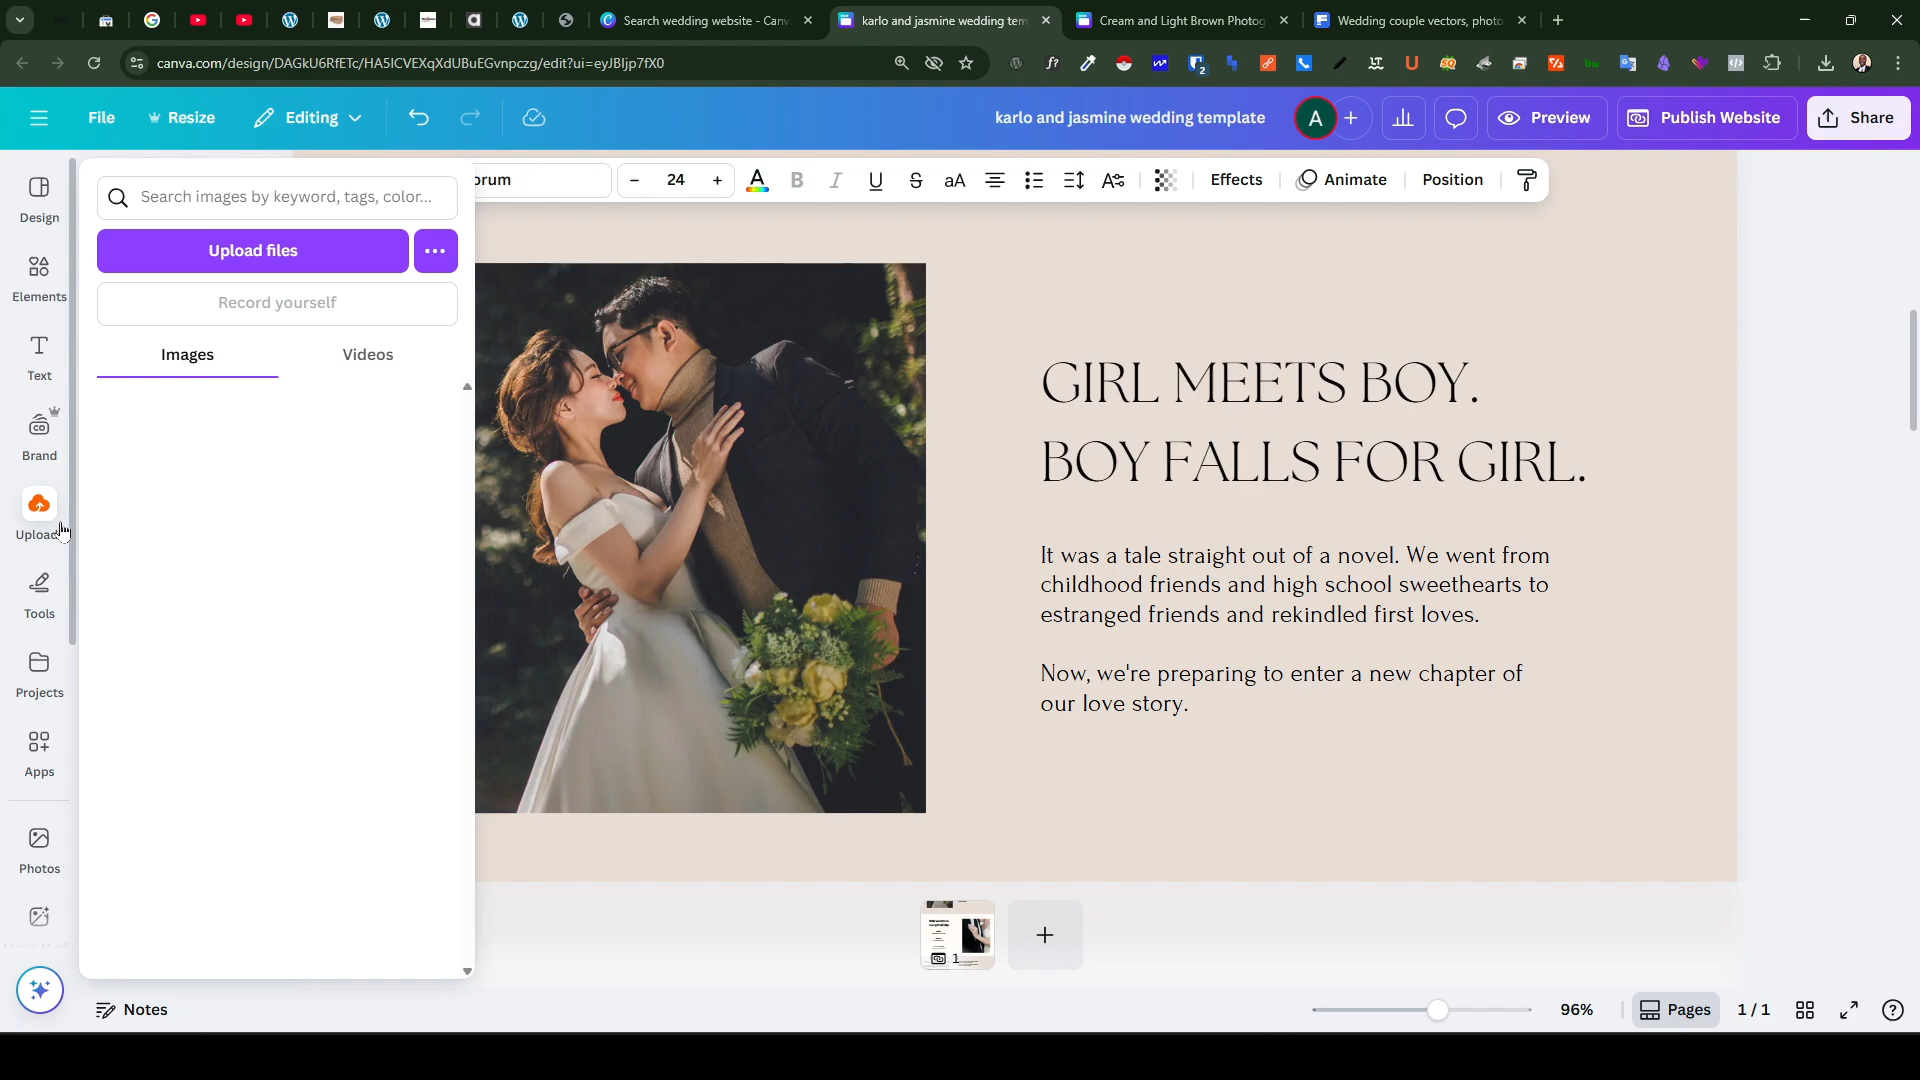 Search wedding website - Canv
karlo and jasmine wedding tem
Cream and Light Brown Photog
Wedding couple vectors, photo
canva.com/design/DAGkU6RfETc/HA5ICVEXqXdUBuEGvnpczg/edit?ui=eyJBIjp7fX0
File
Resize
Editing
karlo and jasmine wedding template
A
Preview
Publish Website
Share
Design
Elements
Text
Brand
Uploads
Tools
Projects
Apps
Photos
Search images by keyword, tags, color...
Upload files
Record yourself
Images
Videos
orum
24
aA
Effects
Animate
Position
GIRL MEETS BOY.
BOY FALLS FOR GIRL.
It was a tale straight out of a novel. We went from
childhood friends and high school sweethearts to
estranged friends and rekindled first loves.
Now, we're preparing to enter a new chapter of
our love story.
1
Notes
96%
Pages
1 / 1